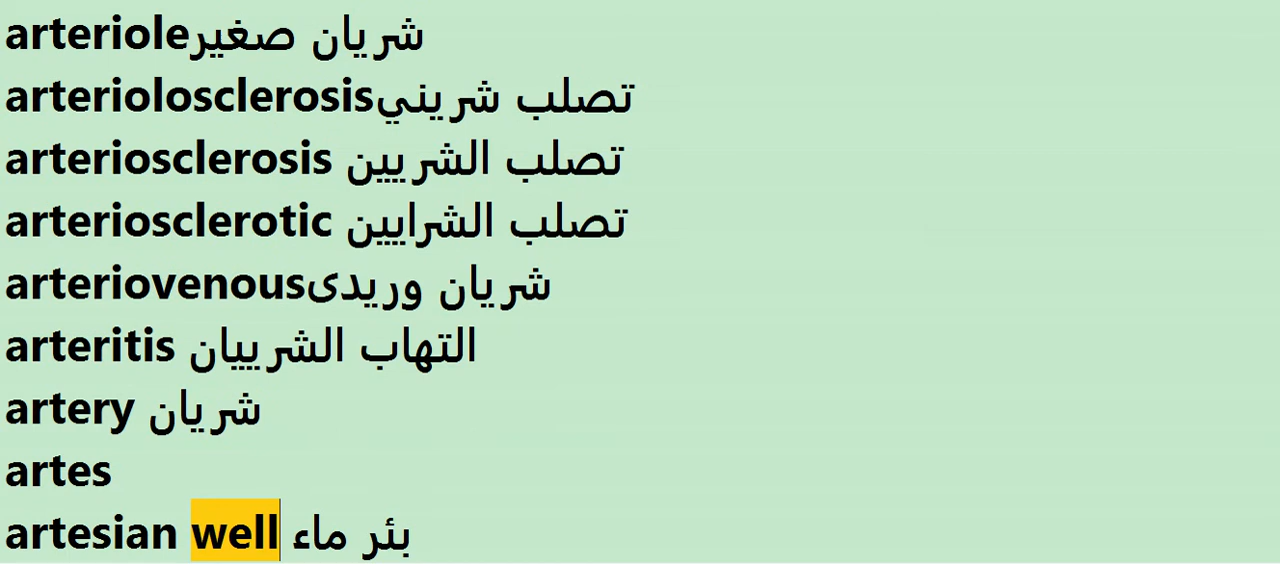 arterioleشريان صغير
arteriolosclerosisتصلب شريني
arteriosclerosis تصلب الشريين
arteriosclerotic تصلب الشرايين
arteriovenousشريان وريدى
arteritis التهاب الشرييان
artery شريان
artes
artesian well بئر ماء